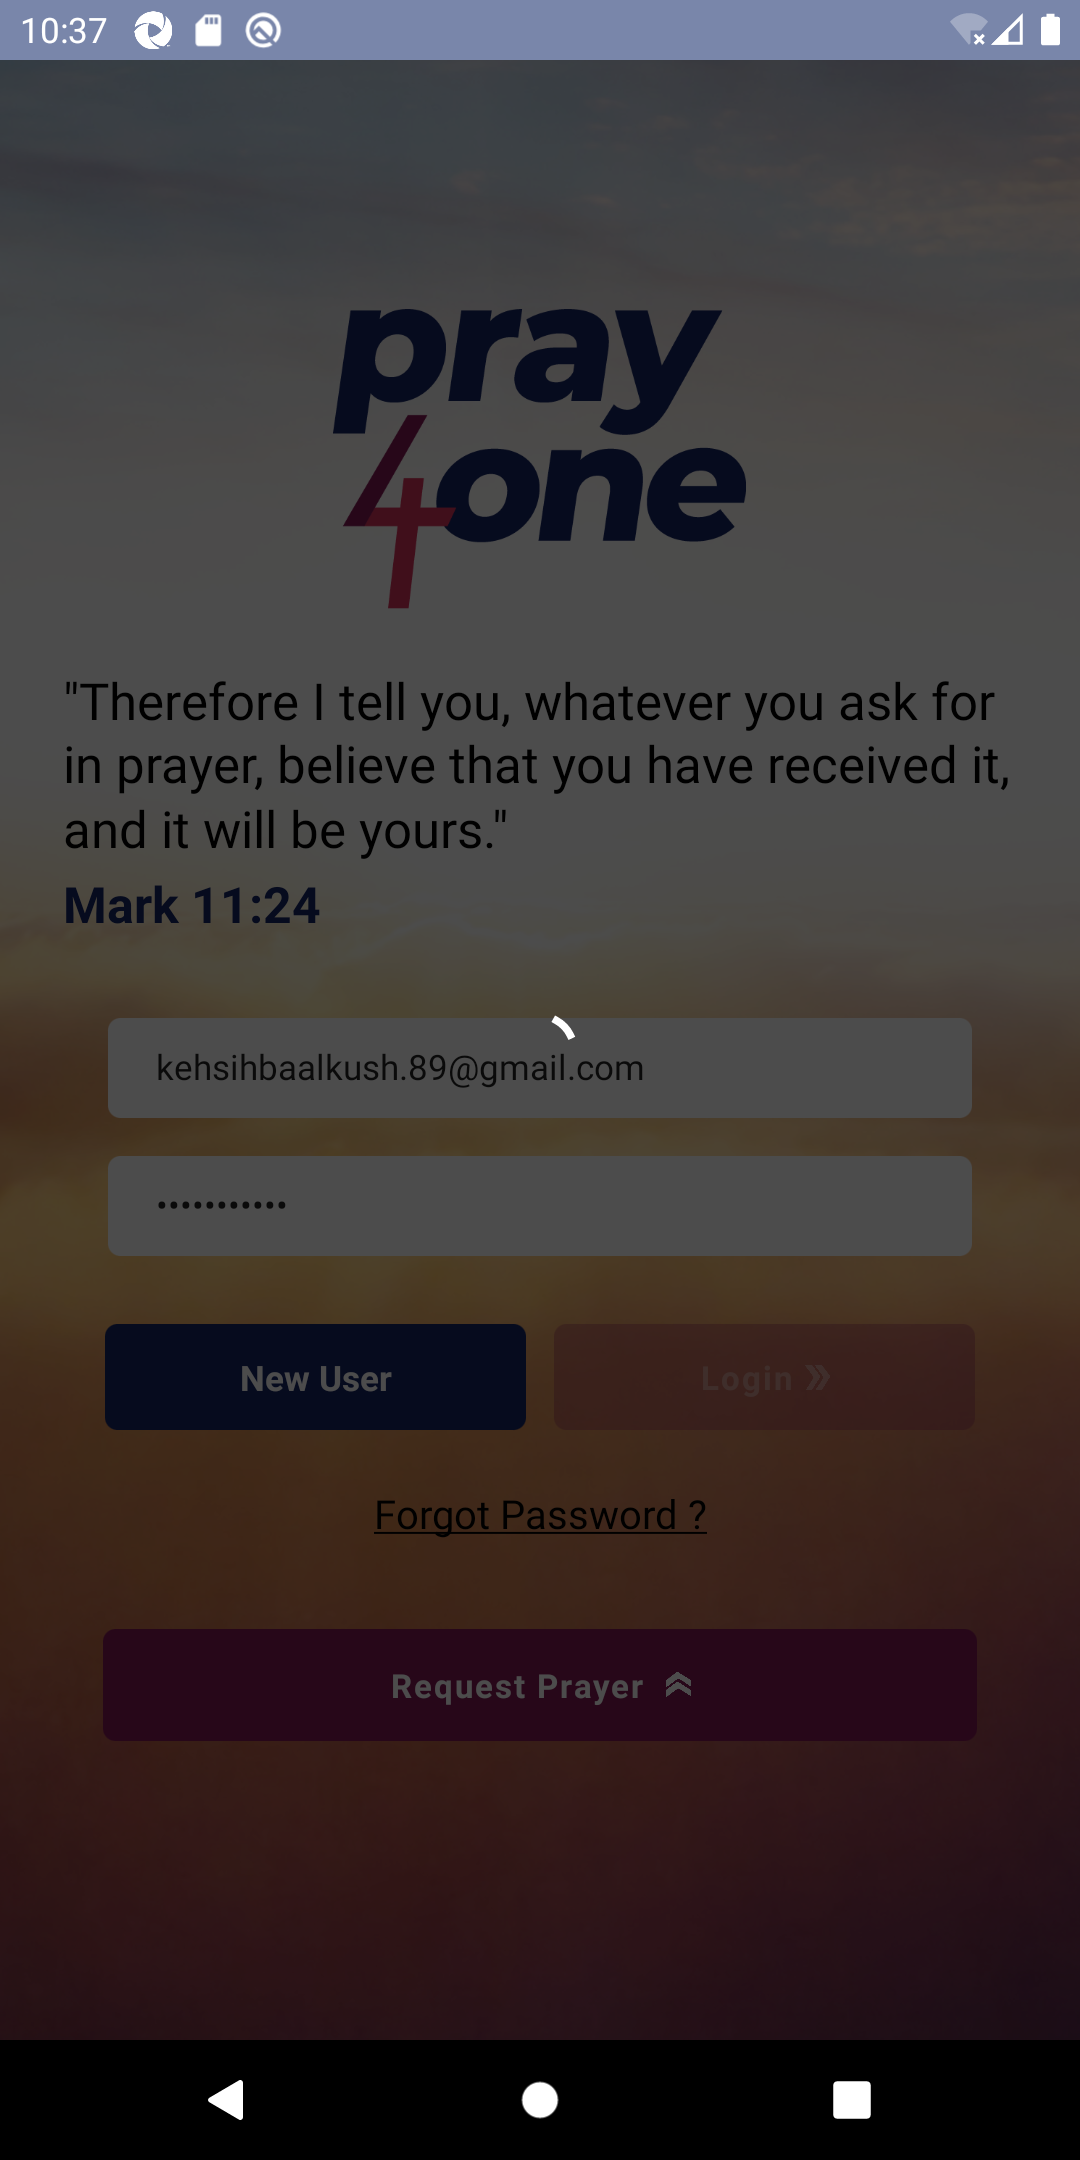 10:37
pray
4one
"Therefore I tell you, whatever you ask for
in prayer, believe that you have received it,
and it will be yours."
Mark 11:24
kehsihbaalkush.89@gmail.com
•••••••••••
New User
Login
Forgot Password ?
Request Prayer